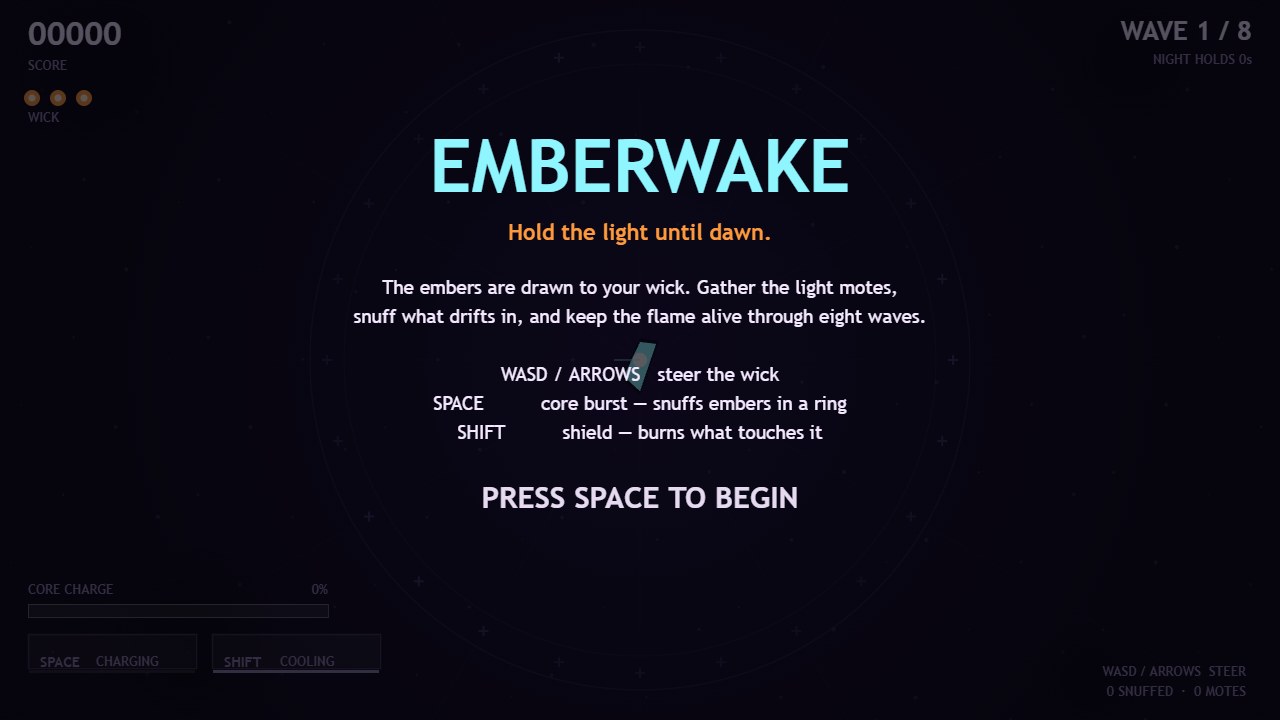 00000
SCORE
WICK
WAVE 1 / 8
NIGHT HOLDS 0s
EMBERWAKE
Hold the light until dawn.
The embers are drawn to your wick. Gather the light motes,
snuff what drifts in, and keep the flame alive through eight waves.
WASD / ARROWS steer the wick
SPACE core burst — snuffs embers in a ring
SHIFT shield — burns what touches it
PRESS SPACE TO BEGIN
CORE CHARGE 0%
SPACE CHARGING SHIFT COOLING
WASD / ARROWS STEER
0 SNUFFED · 0 MOTES